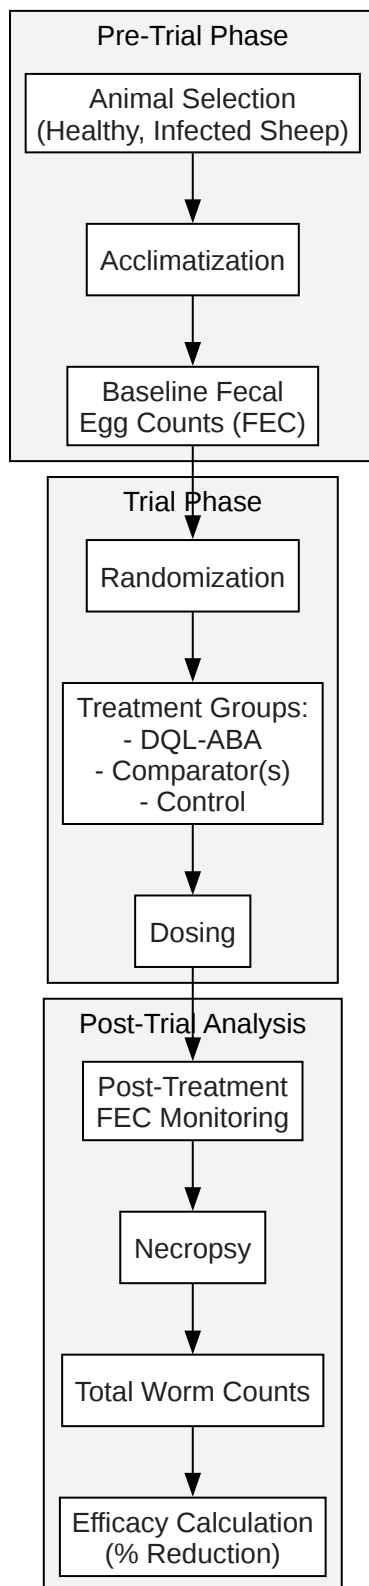 Pre-Trial Phase
Animal Selection
(Healthy, Infected Sheep)
Acclimatization
Baseline Fecal
Egg Counts (FEC)
Trial Phase
Randomization
Treatment Groups:
- DQL-ABA
- Comparator(s)
- Control
Dosing
Post-Trial Analysis
Post-Treatment
FEC Monitoring
Necropsy
Total Worm Counts
Efficacy Calculation
(% Reduction)